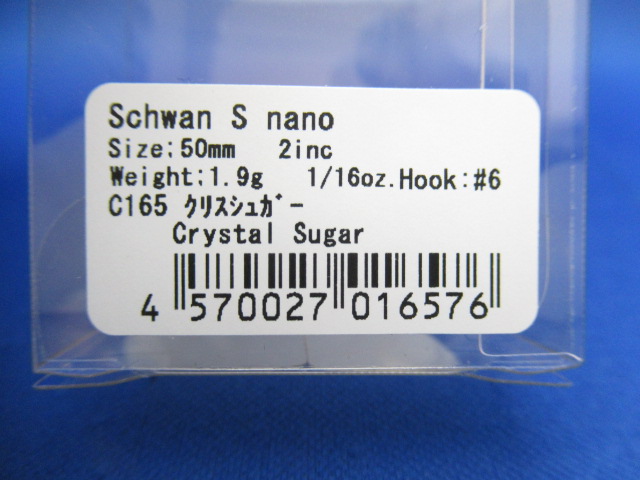 Schwan S nano
Size:50mm 2inc
Weight:1.9g 1/16oz.Hook:#6
C165 ｸﾘｽｼｭｶﾞｰ
Crystal Sugar
4 570027 016576